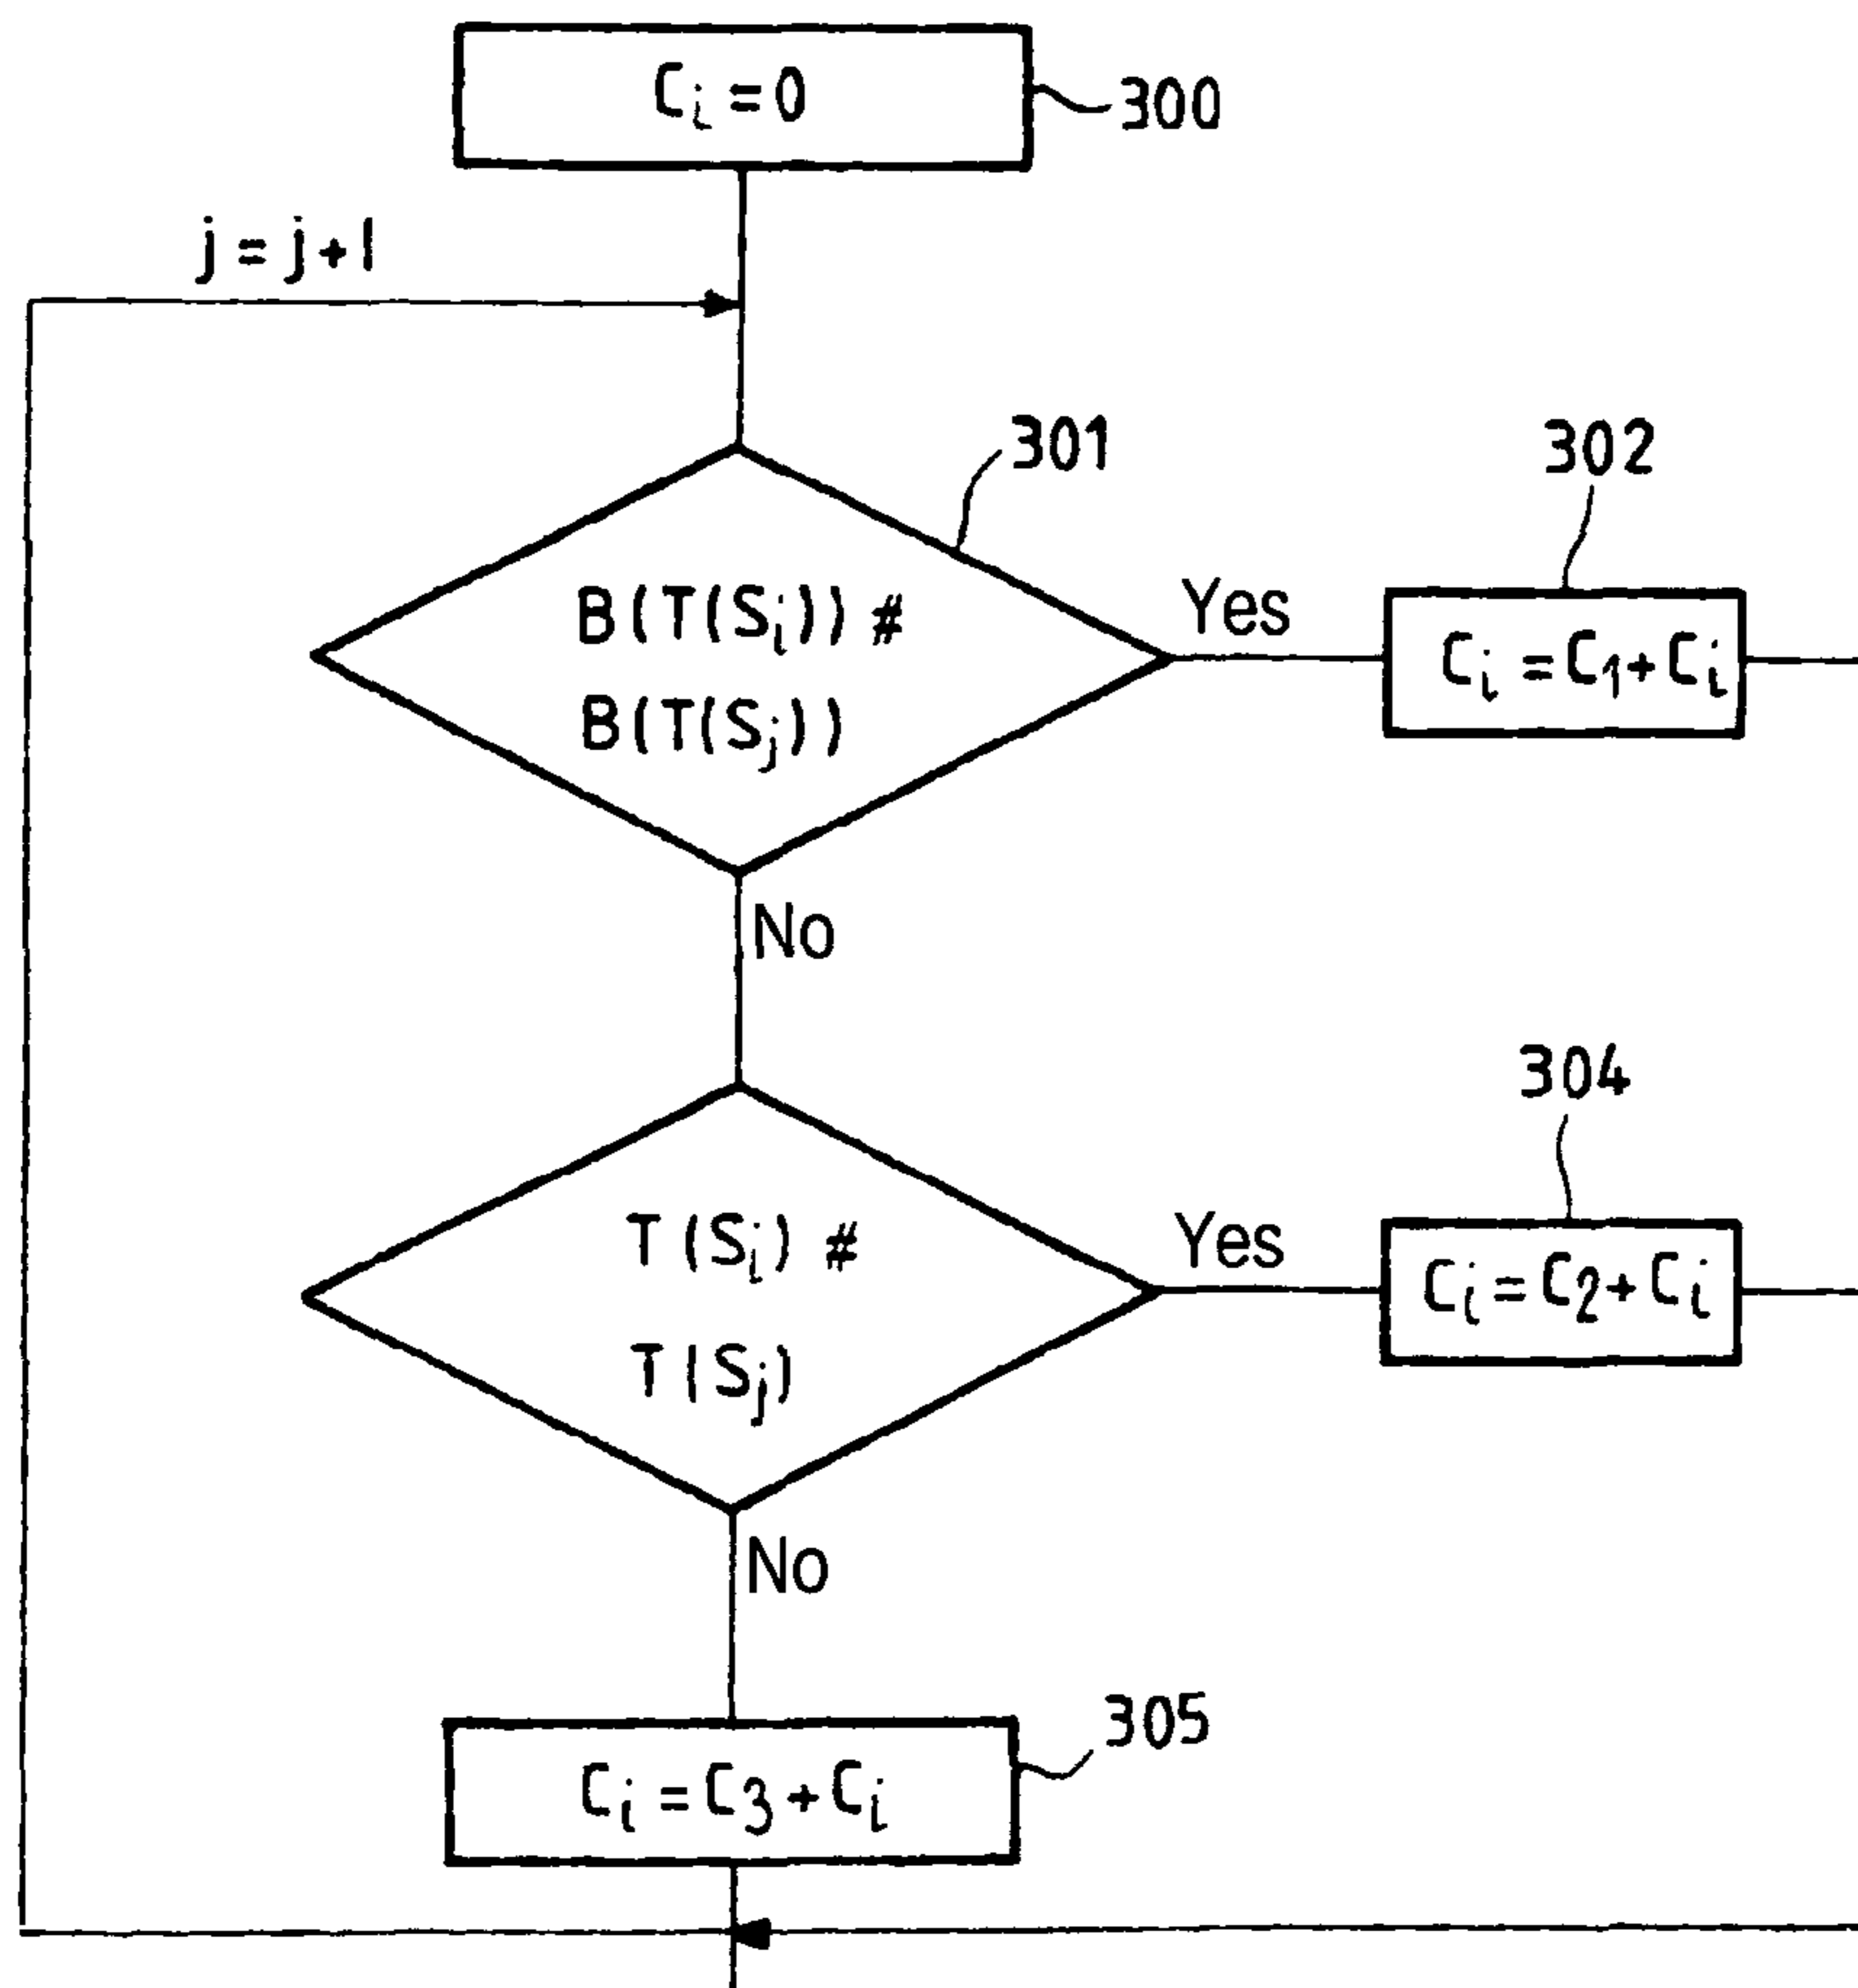 Ci = 0
300
j = j+1
301
302
B(T(Si)) #
B(T(Sj))
Yes
Ci = C1+Ci
No
304
T(Si) #
T(Sj)
Yes
Ci = C2+Ci
No
305
Ci = C3+Ci